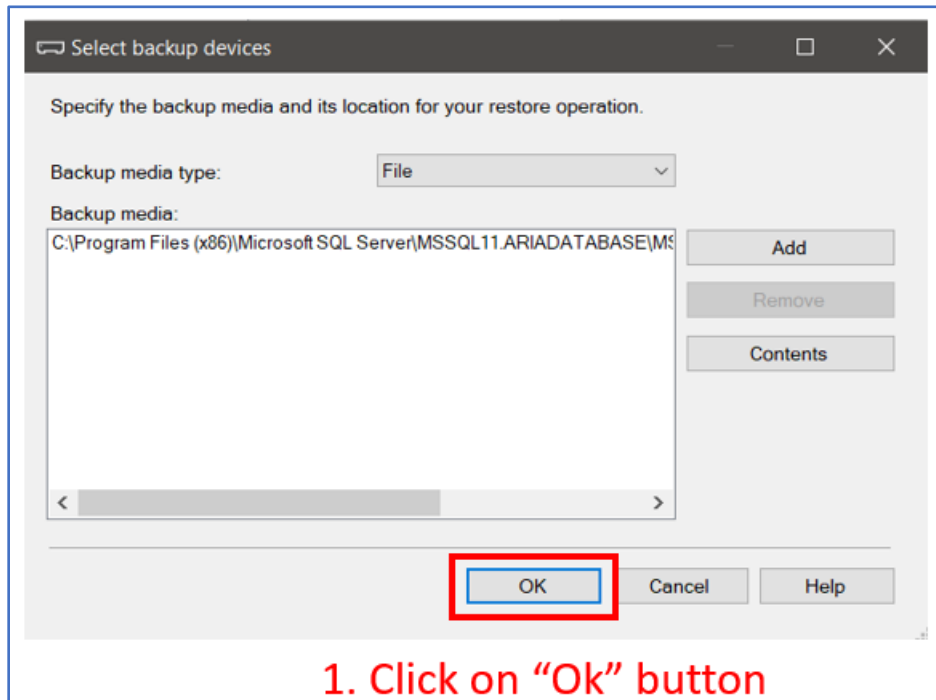 Select backup devices
Specify the backup media and its location for your restore operation.
Backup media type:
File
Backup media:
C:\Program Files (x86)\Microsoft SQL Server\MSSQL11.ARIADATABASE\MS
Add
Remove
Contents
OK
Cancel
Help
1. Click on “Ok” button